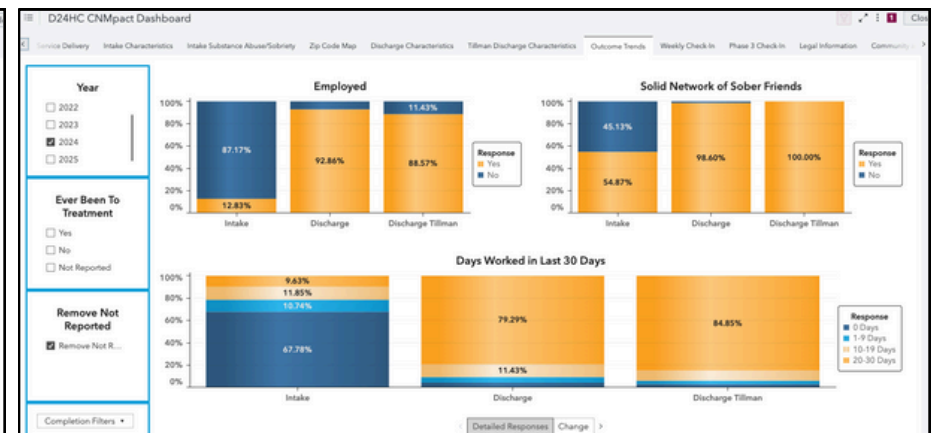 D24HC CNMpact Dashboard
1
Clos
Service Delivery
Intake Characteristics
Intake Substance Abuse/Sobriety
Zip Code Map
Discharge Characteristics
Tillman Discharge Characteristics
Outcome Trends
Weekly Check-In
Phase 3 Check-In
Legal Information
Community
Year
2022
2023
2024
2025
Ever Been To
Treatment
Yes
No
Not Reported
Remove Not
Reported
Remove Not R...
Completion Filters
Employed
100%
80%
60%
40%
20%
0%
87.17%
12.83%
92.86%
11.43%
88.57%
Intake
Discharge
Discharge Tillman
Response
Yes
No
Solid Network of Sober Friends
100%
80%
60%
40%
20%
0%
45.13%
54.87%
98.60%
100.00%
Intake
Discharge
Discharge Tillman
Response
Yes
No
Days Worked in Last 30 Days
100%
80%
60%
40%
20%
0%
9.63%
11.85%
10.74%
67.78%
79.29%
11.43%
84.85%
Intake
Discharge
Discharge Tillman
Response
0 Days
1-9 Days
10-19 Days
20-30 Days
Detailed Responses
Change